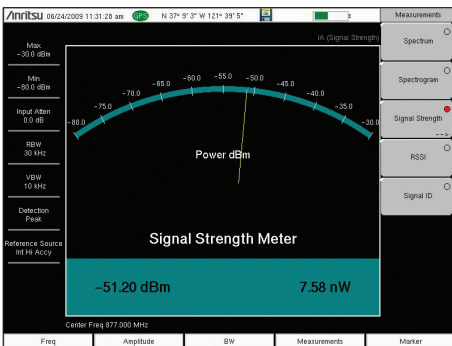 Anritsu 06/24/2009 11:31:26 am GPS N 37° 9' 3" W 121° 39' 5"
Measurements
IA (Signal Strength)
Max
-30.0 dBm
Min
-80.0 dBm
Input Atten
0.0 dB
RBW
30 kHz
VBW
10 kHz
Detection
Peak
Reference Source
Int Hi Accy
-80.0
-75.0
-70.0
-65.0
-60.0
-55.0
-50.0
-45.0
-40.0
-35.0
-30.0
Power dBm
Signal Strength Meter
-51.20 dBm 7.58 nW
Center Freq 877.000 MHz
Spectrum
Spectrogram
Signal Strength
-->
RSSI
Signal ID
Freq Amplitude BW Measurements Marker